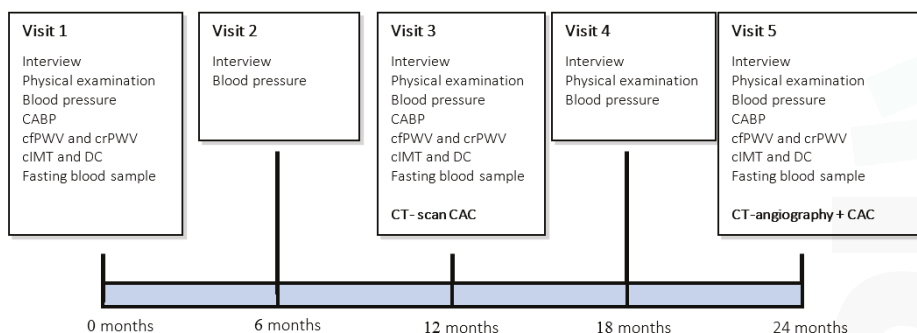 Visit 1
Interview
Physical examination
Blood pressure
CABP
cfPWV and crPWV
cIMT and DC
Fasting blood sample
Visit 2
Interview
Blood pressure
Visit 3
Interview
Physical examination
Blood pressure
CABP
cfPWV and crPWV
cIMT and DC
Fasting blood sample
CT- scan CAC
Visit 4
Interview
Physical examination
Blood pressure
Visit 5
Interview
Physical examination
Blood pressure
CABP
cfPWV and crPWV
cIMT and DC
Fasting blood sample
CT-angiography + CAC
0 months
6 months
12 months
18 months
24 months